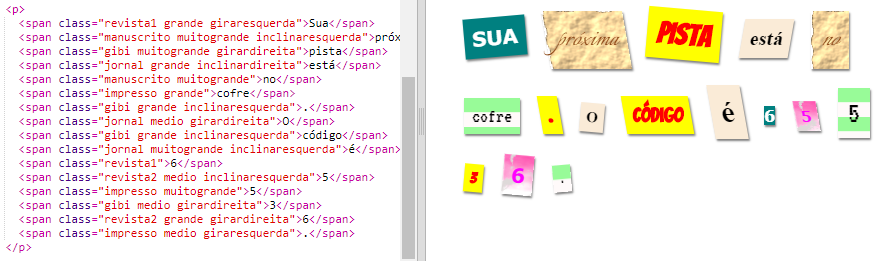 <p>
<span class="revista1 grande giraresquerda">Sua</span>
<span class="manuscrito muitogrande inclinaresquerda">próx
<span class="gibi muitogrande girardireita">pista</span>
<span class="jornal grande inclinardireita">está</span>
<span class="manuscrito muitogrande">no</span>
<span class="impresso grande">cofre</span>
<span class="gibi grande inclinaresquerda">.</span>
<span class="jornal medio girardireita">O</span>
<span class="gibi grande inclinaresquerda">código</span>
<span class="jornal muitogrande inclinaresquerda">é</span>
<span class="revista1">6</span>
<span class="revista2 medio inclinaresquerda">5</span>
<span class="impresso muitogrande">5</span>
<span class="gibi medio girardireita">3</span>
<span class="revista2 grande girardireita">6</span>
<span class="impresso medio giraresquerda">.</span>
</p>
SUA próxima PISTA está no
cofre . O CÓDIGO é 6 5 5
3 6 .